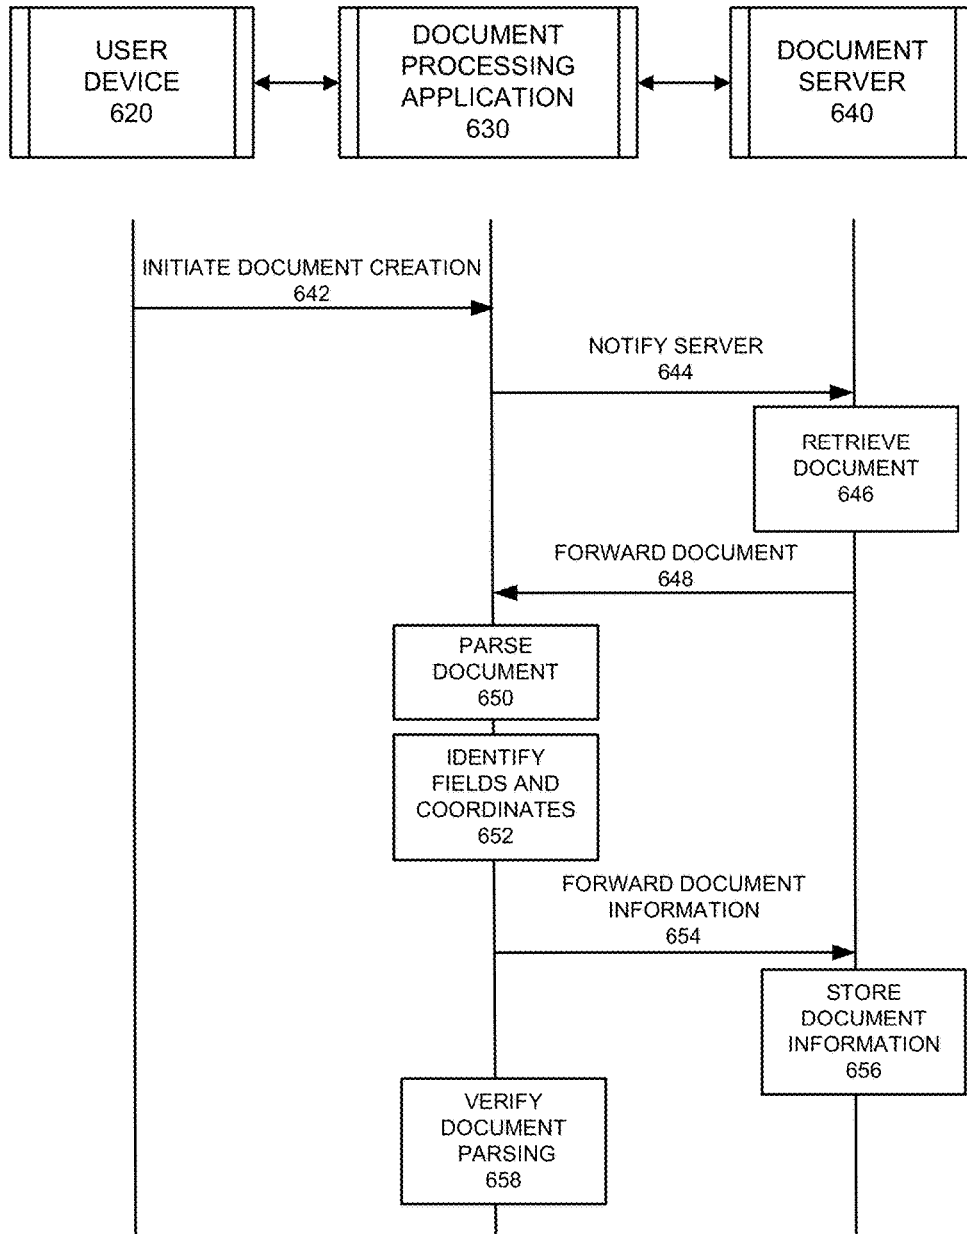 USER
DEVICE
620
DOCUMENT
PROCESSING
APPLICATION
630
DOCUMENT
SERVER
640
INITIATE DOCUMENT CREATION
642
NOTIFY SERVER
644
RETRIEVE
DOCUMENT
646
FORWARD DOCUMENT
648
PARSE
DOCUMENT
650
IDENTIFY
FIELDS AND
COORDINATES
652
FORWARD DOCUMENT
INFORMATION
654
STORE
DOCUMENT
INFORMATION
656
VERIFY
DOCUMENT
PARSING
658